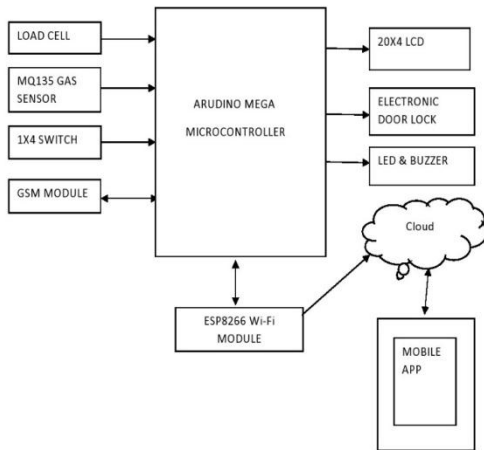 LOAD CELL
MQ135 GAS
SENSOR
1X4 SWITCH
GSM MODULE
ARUDINO MEGA
MICROCONTROLLER
20X4 LCD
ELECTRONIC
DOOR LOCK
LED & BUZZER
Cloud
ESP8266 Wi-Fi
MODULE
MOBILE
APP